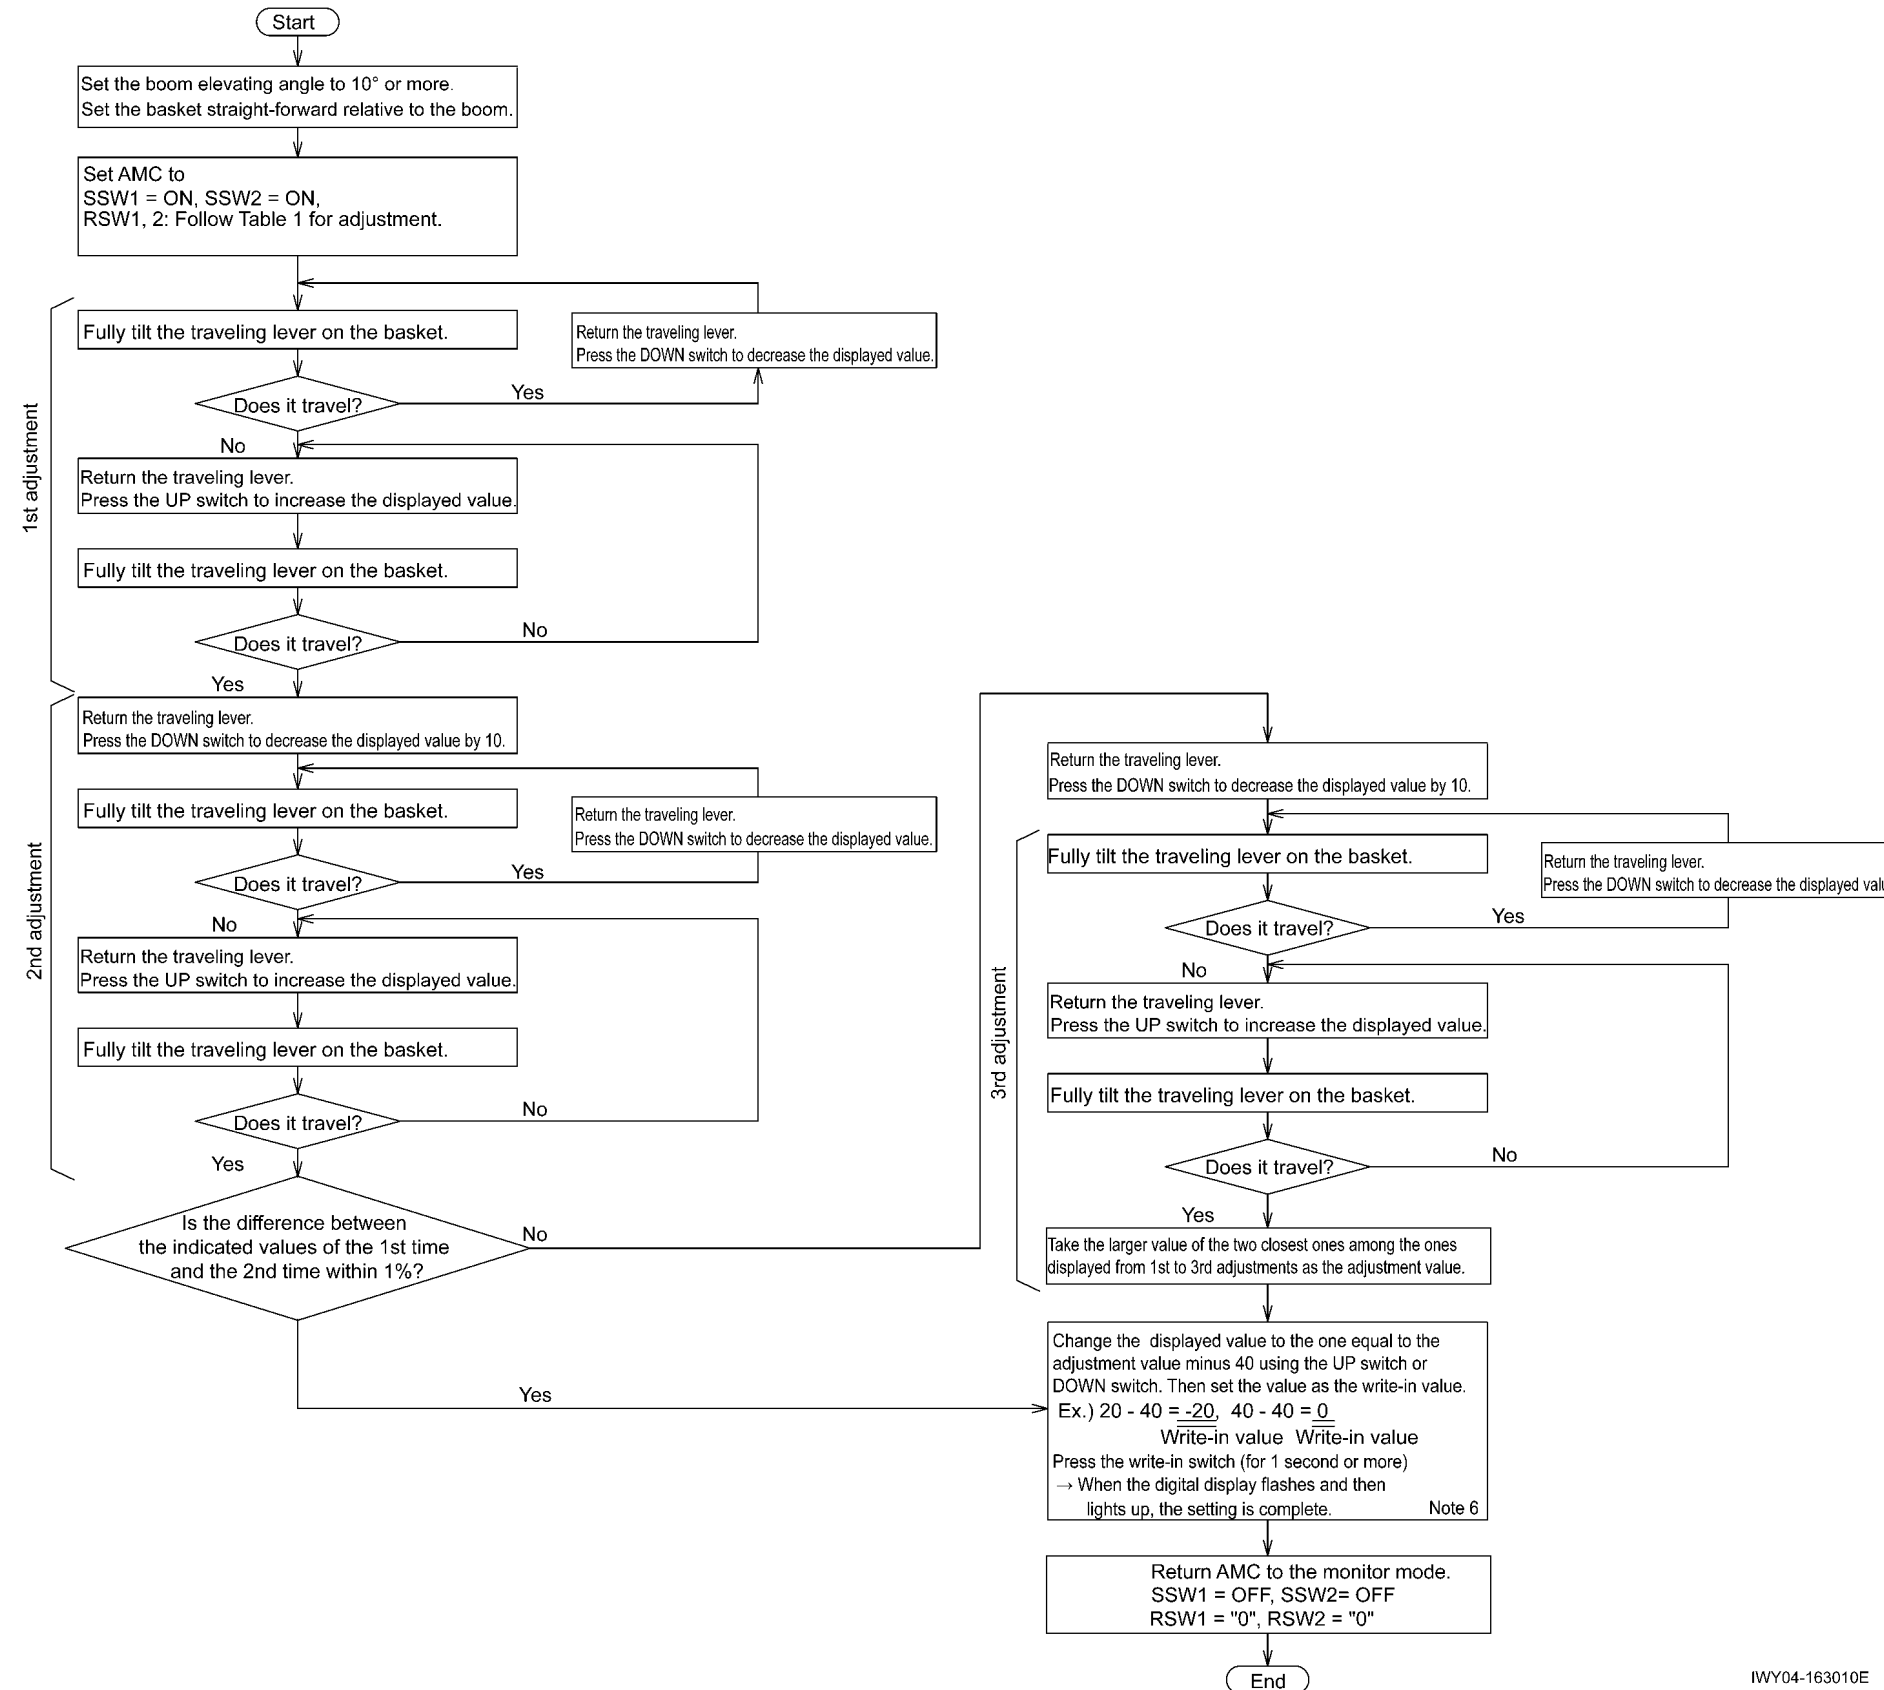 Start
Set the boom elevating angle to 10° or more.
Set the basket straight-forward relative to the boom.
Set AMC to
SSW1 = ON, SSW2 = ON,
RSW1, 2: Follow Table 1 for adjustment.
1st adjustment
Fully tilt the traveling lever on the basket.
Return the traveling lever.
Press the DOWN switch to decrease the displayed value.
Does it travel?
Yes
No
Return the traveling lever.
Press the UP switch to increase the displayed value.
Fully tilt the traveling lever on the basket.
Does it travel?
No
Yes
2nd adjustment
Return the traveling lever.
Press the DOWN switch to decrease the displayed value by 10.
Fully tilt the traveling lever on the basket.
Return the traveling lever.
Press the DOWN switch to decrease the displayed value.
Does it travel?
Yes
No
Return the traveling lever.
Press the UP switch to increase the displayed value.
Fully tilt the traveling lever on the basket.
Does it travel?
No
Yes
Is the difference between
the indicated values of the 1st time
and the 2nd time within 1%?
No
Yes
Return the traveling lever.
Press the DOWN switch to decrease the displayed value by 10.
3rd adjustment
Fully tilt the traveling lever on the basket.
Return the traveling lever.
Press the DOWN switch to decrease the displayed
Does it travel?
Yes
No
Return the traveling lever.
Press the UP switch to increase the displayed value.
Fully tilt the traveling lever on the basket.
Does it travel?
No
Yes
Take the larger value of the two closest ones among the ones
displayed from 1st to 3rd adjustments as the adjustment value.
Change the displayed value to the one equal to the
adjustment value minus 40 using the UP switch or
DOWN switch. Then set the value as the write-in value.
Ex.) 20 - 40 = -20, 40 - 40 = 0
Write-in value Write-in value
Press the write-in switch (for 1 second or more)
→ When the digital display flashes and then
lights up, the setting is complete. Note 6
Return AMC to the monitor mode.
SSW1 = OFF, SSW2= OFF
RSW1 = "0", RSW2 = "0"
End
IWY04-163010E